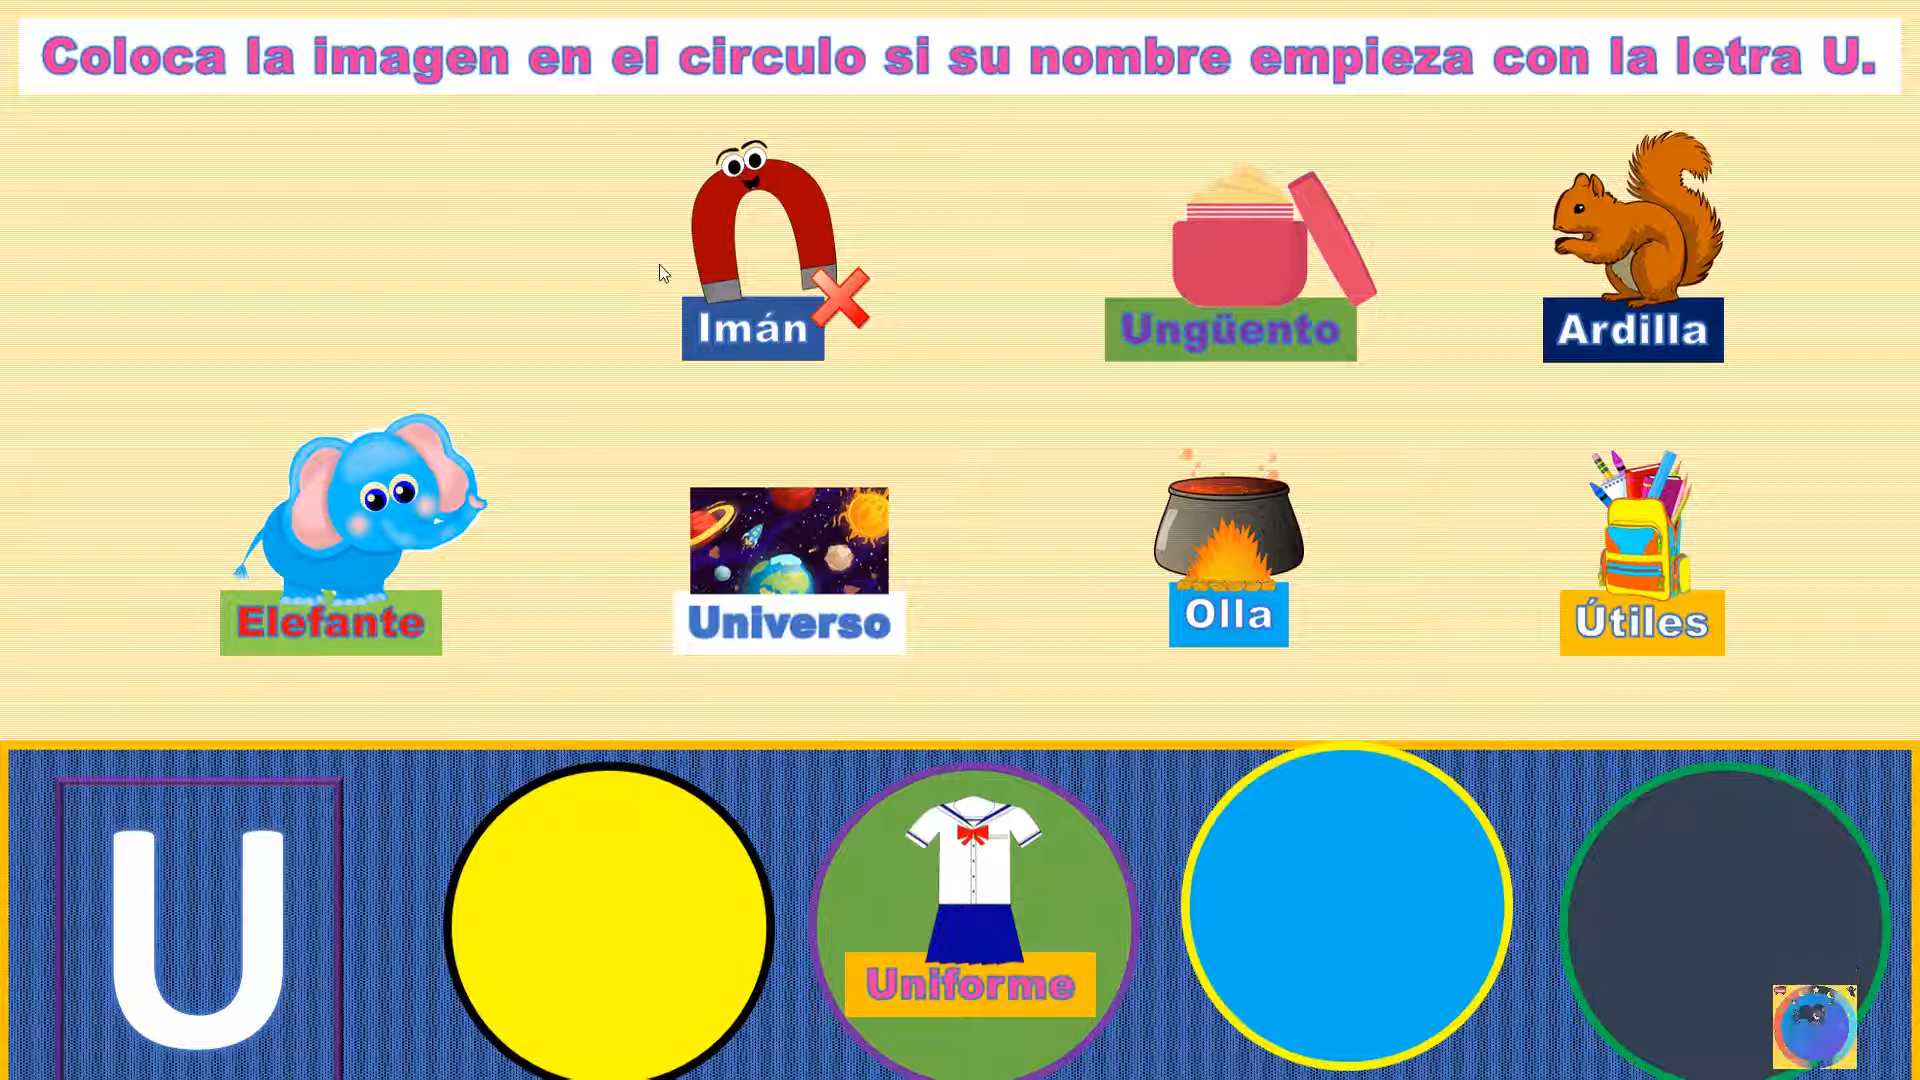 Coloca la imagen en el circulo si su nombre empieza con la letra U.
Imán
Ungüento
Ardilla
Elefante
Universo
Olla
Útiles
U
Uniforme